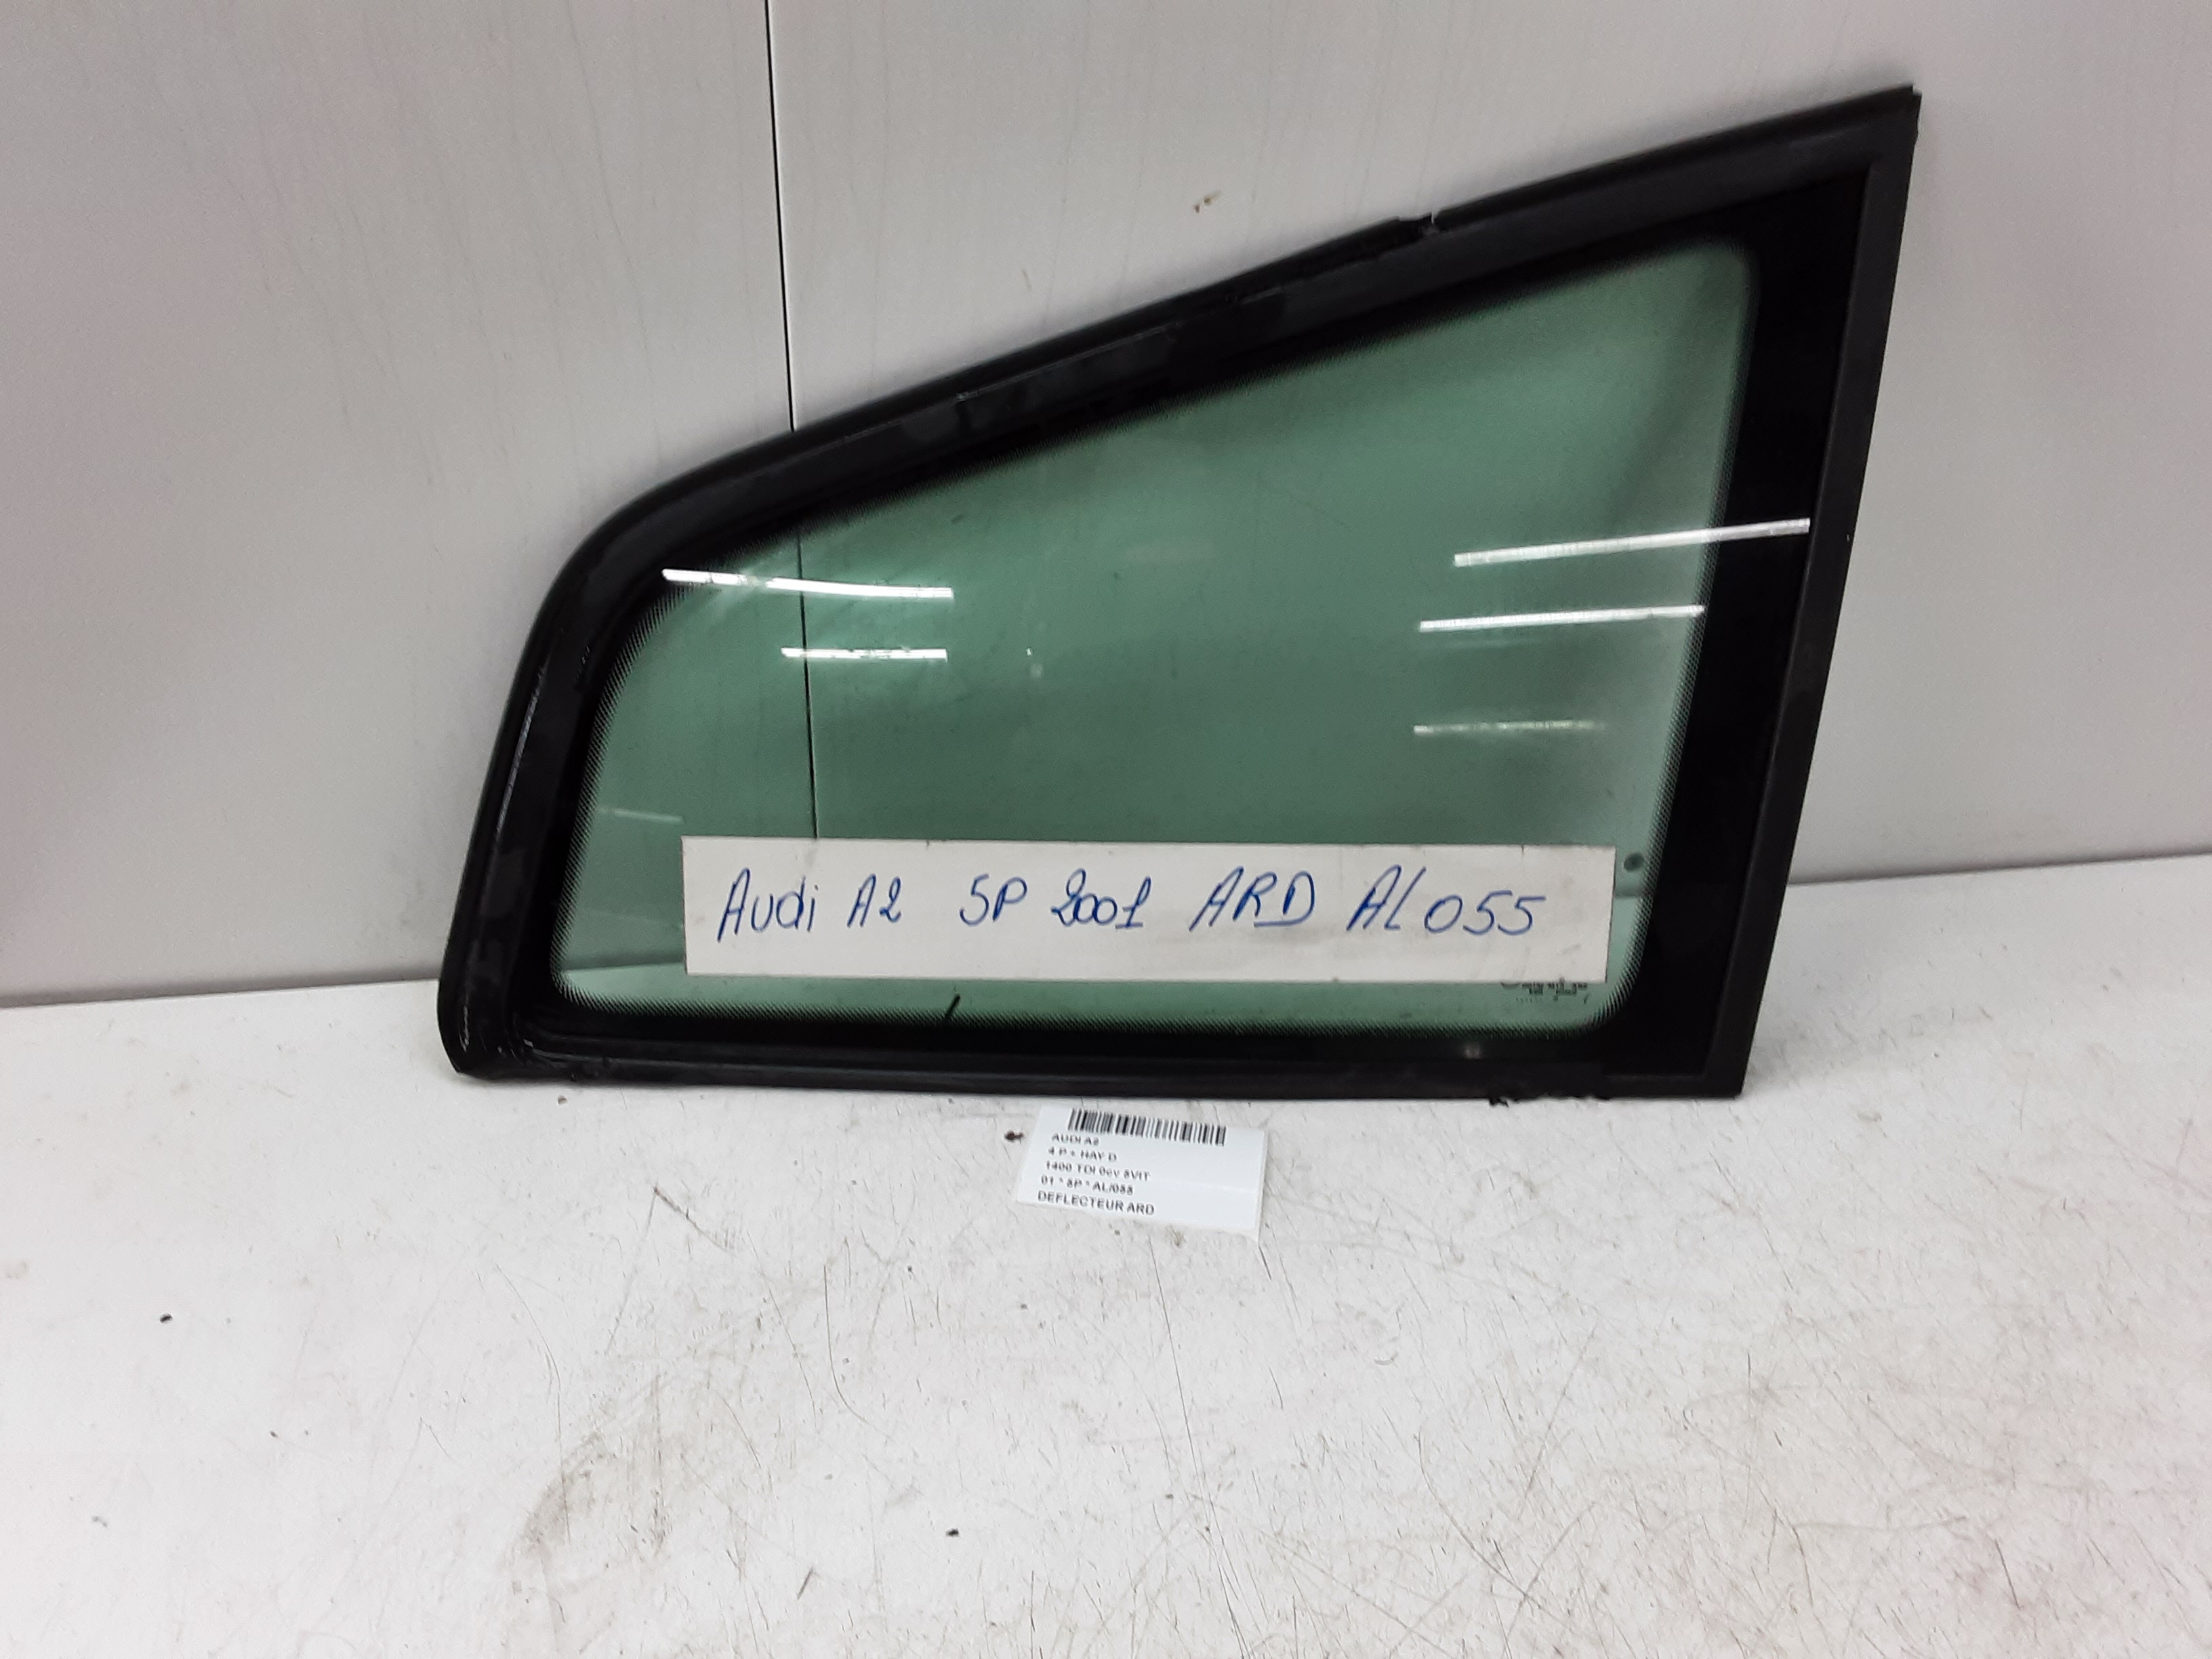 Audi A2 5P 2001 ARD AL055
AUDI A2
4 P + HAY D
1400 TDI 0cv 5VIT
01 * 5P * AL/055
DEFLECTEUR ARD